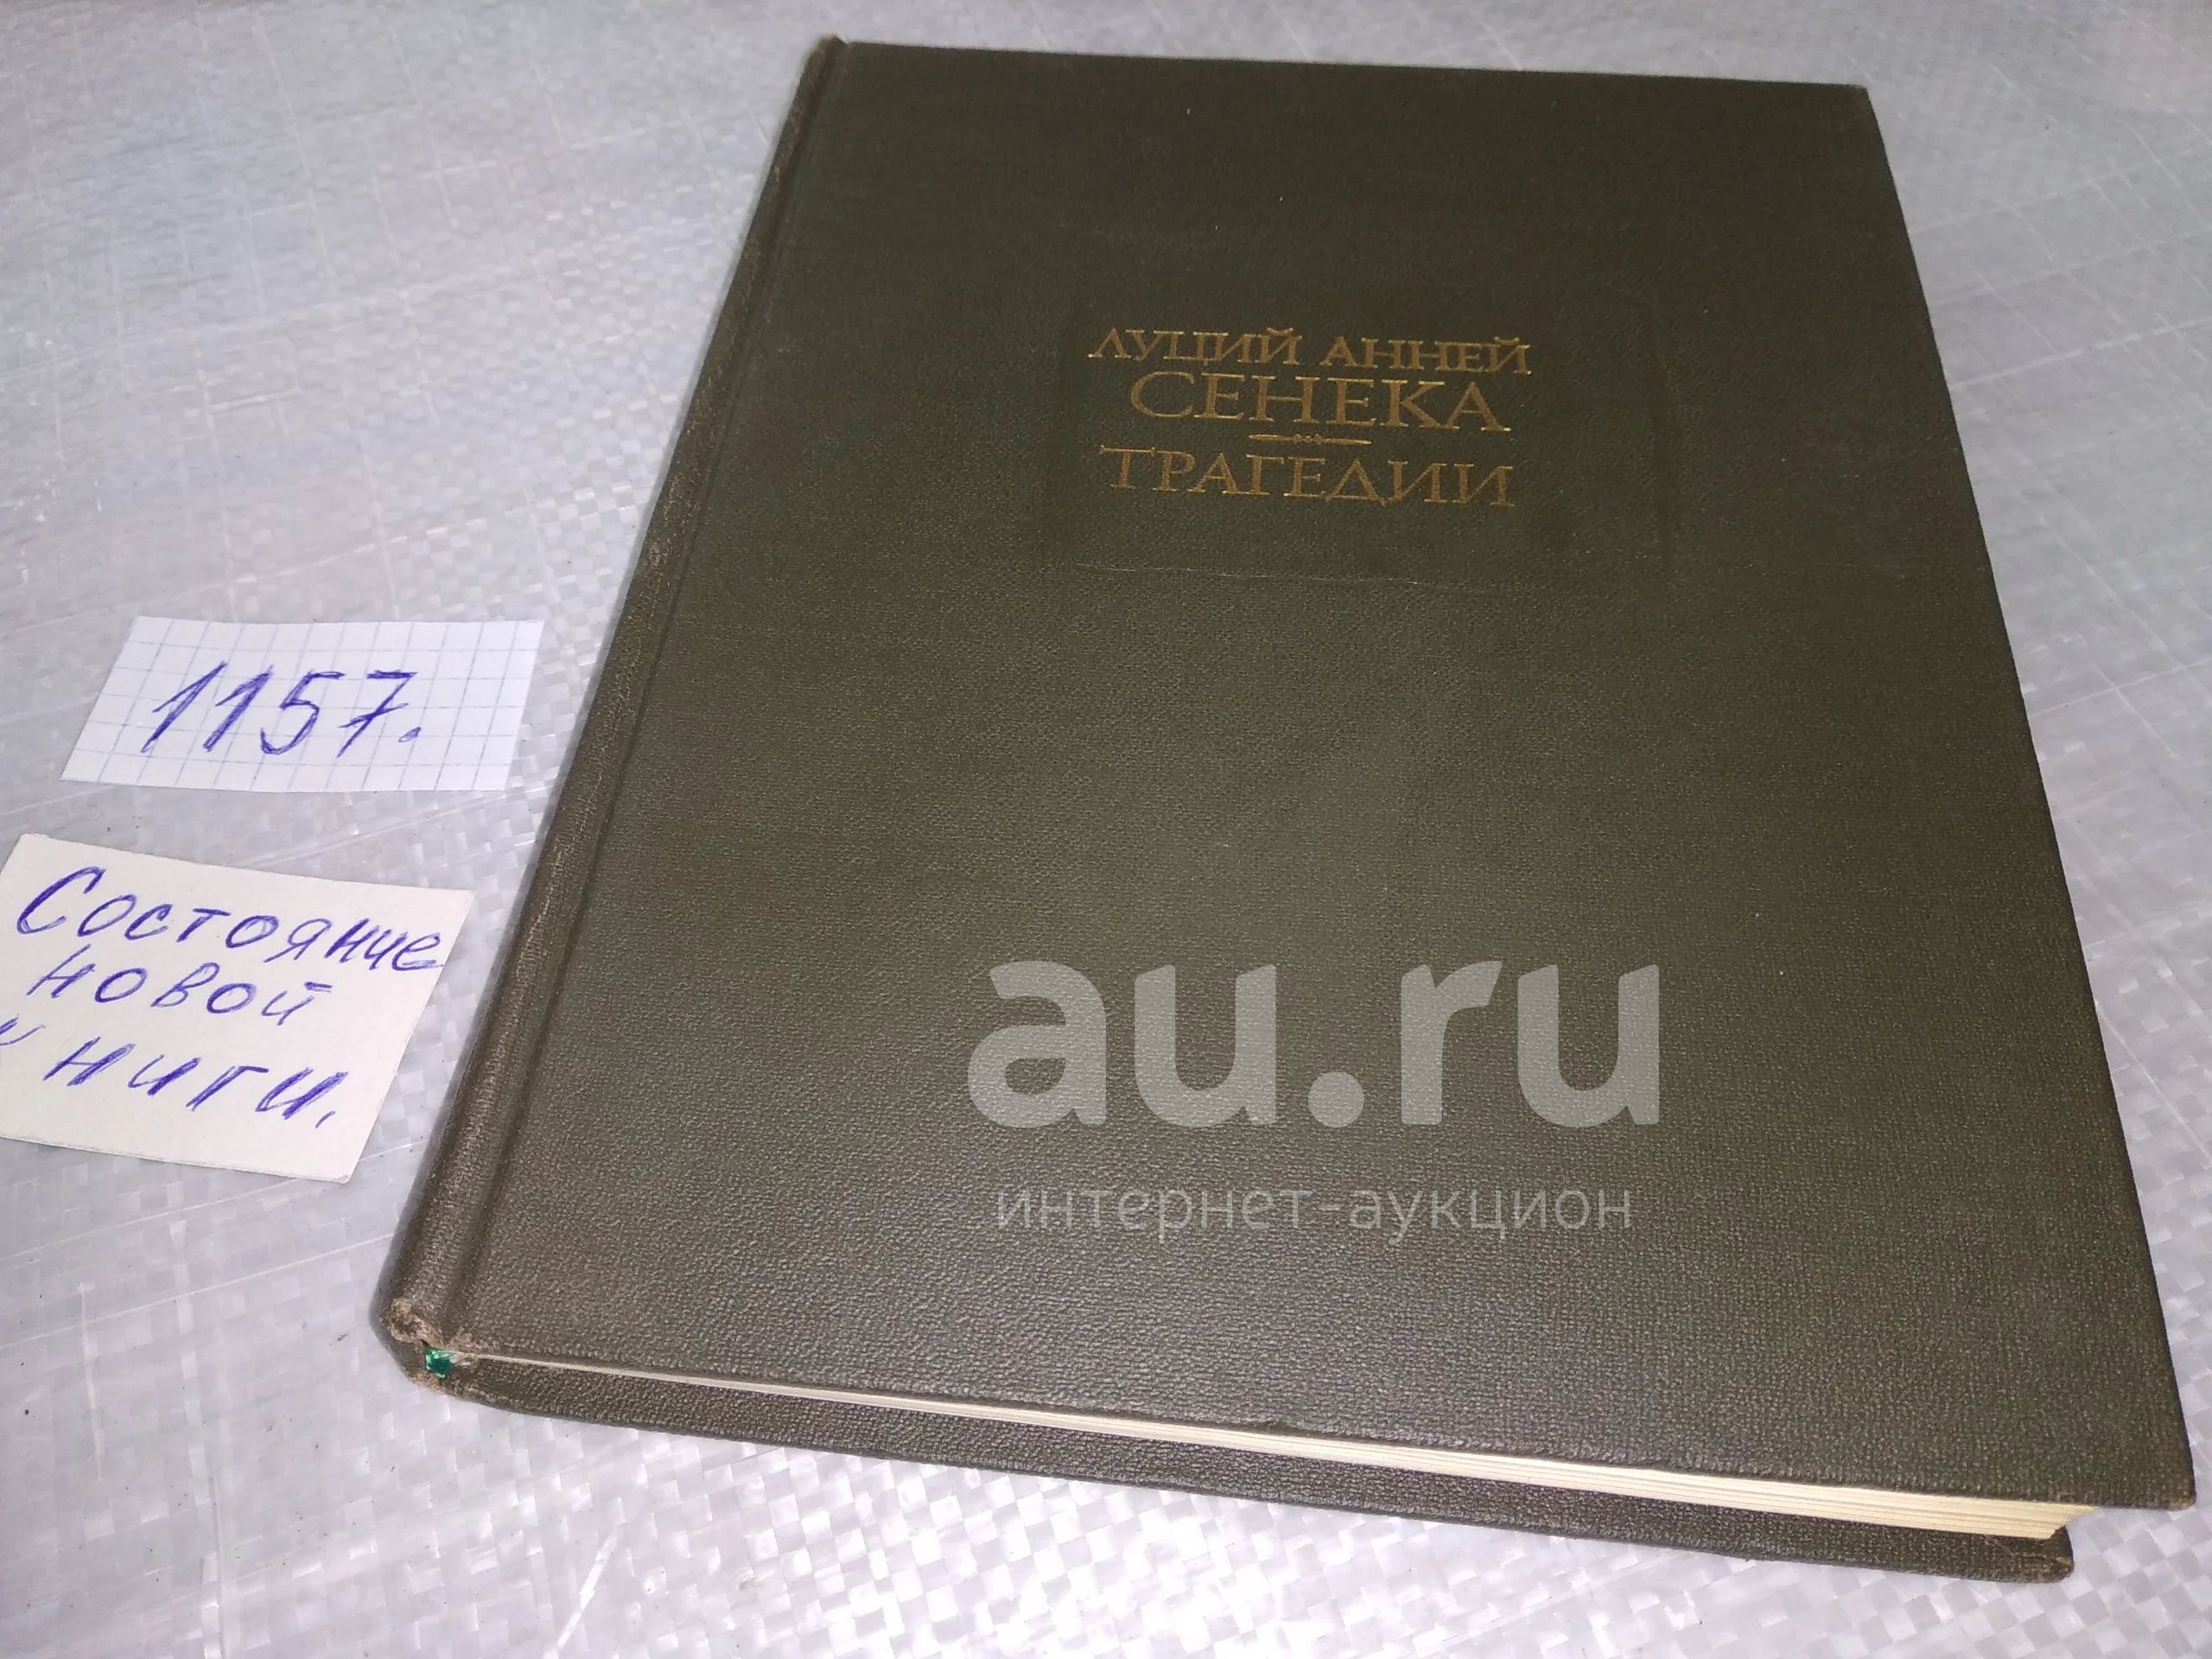 ЛУЦИЙ АННЕЙ
СЕНЕКА
ТРАГЕДИИ
1157.
Состояние
новой
книги.
au.ru
интернет-аукцион